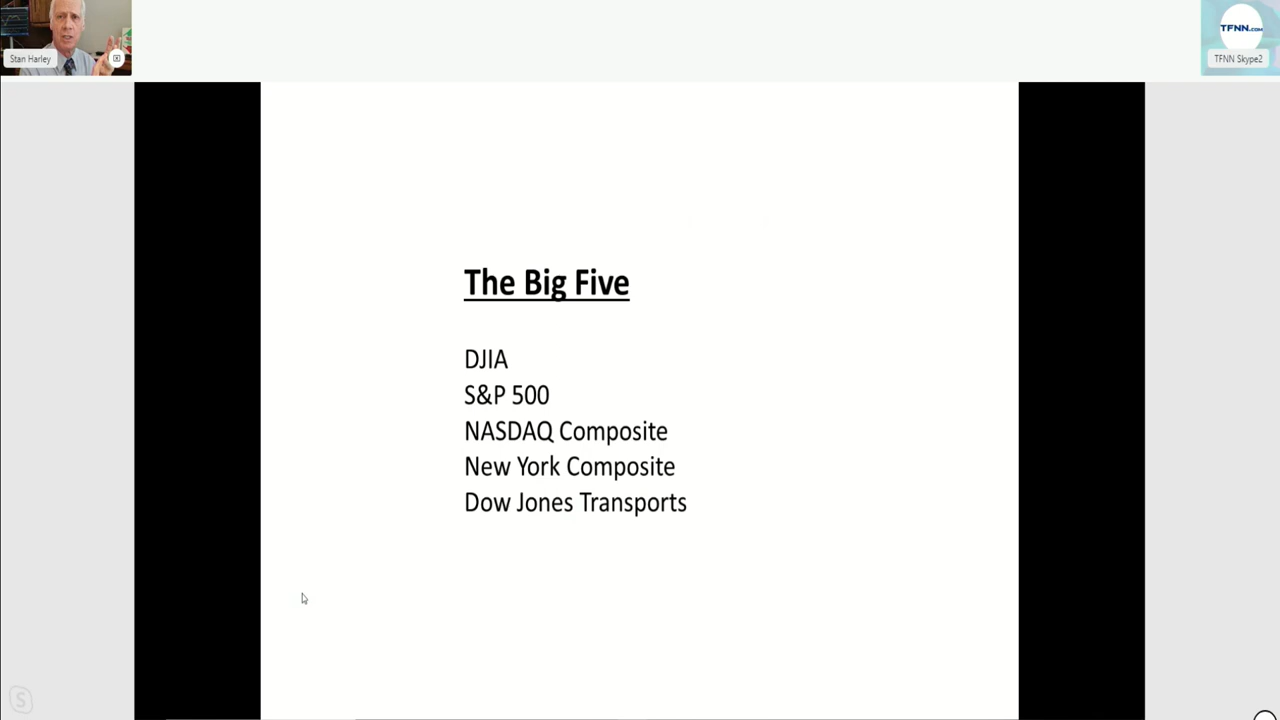 Stan Harley
TFNN.COM
TFNN Skype2
The Big Five
DJIA
S&P 500
NASDAQ Composite
New York Composite
Dow Jones Transports
S